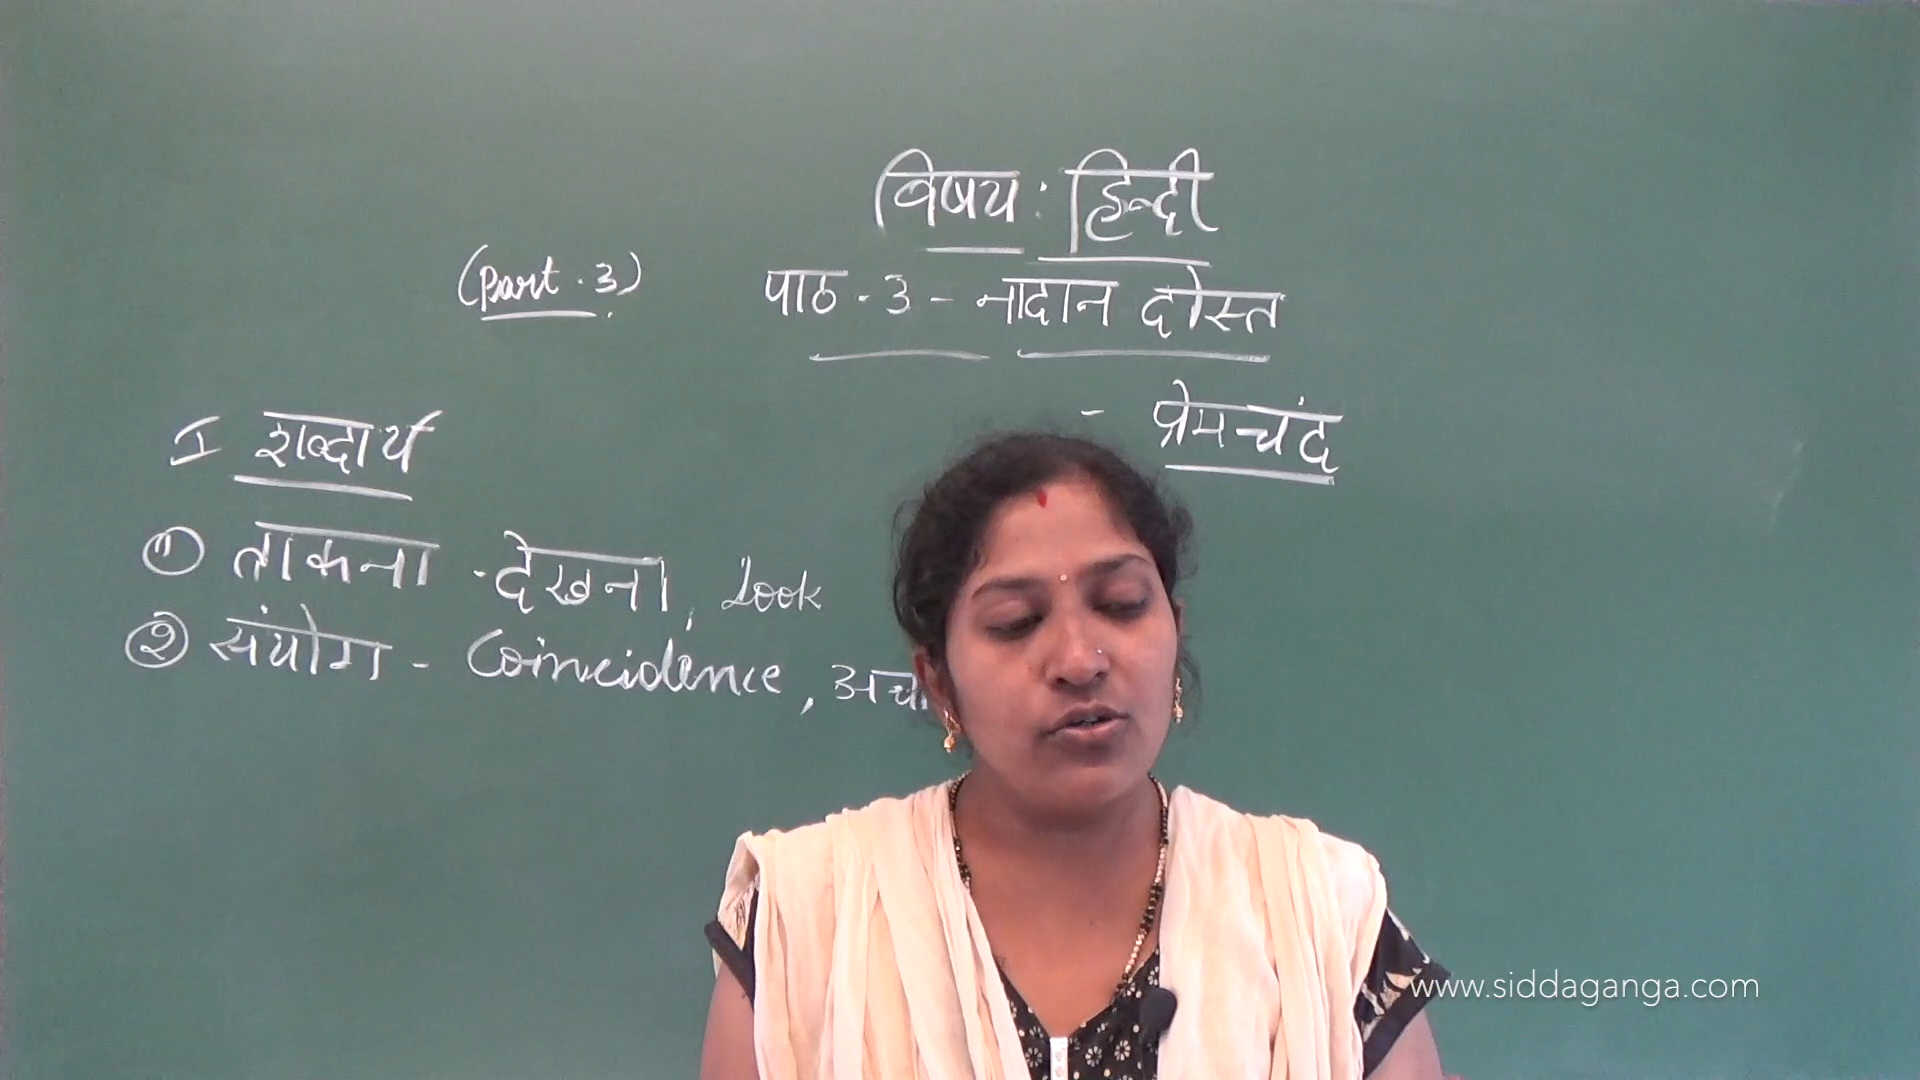 विषय : हिन्दी
(Part . 3) पाठ - 3 - नादान दोस्त
- प्रेमचंद
I शब्दार्थ
① ताकना - देखना, Look
② संयोग - Coincidence,
www.siddaganga.com